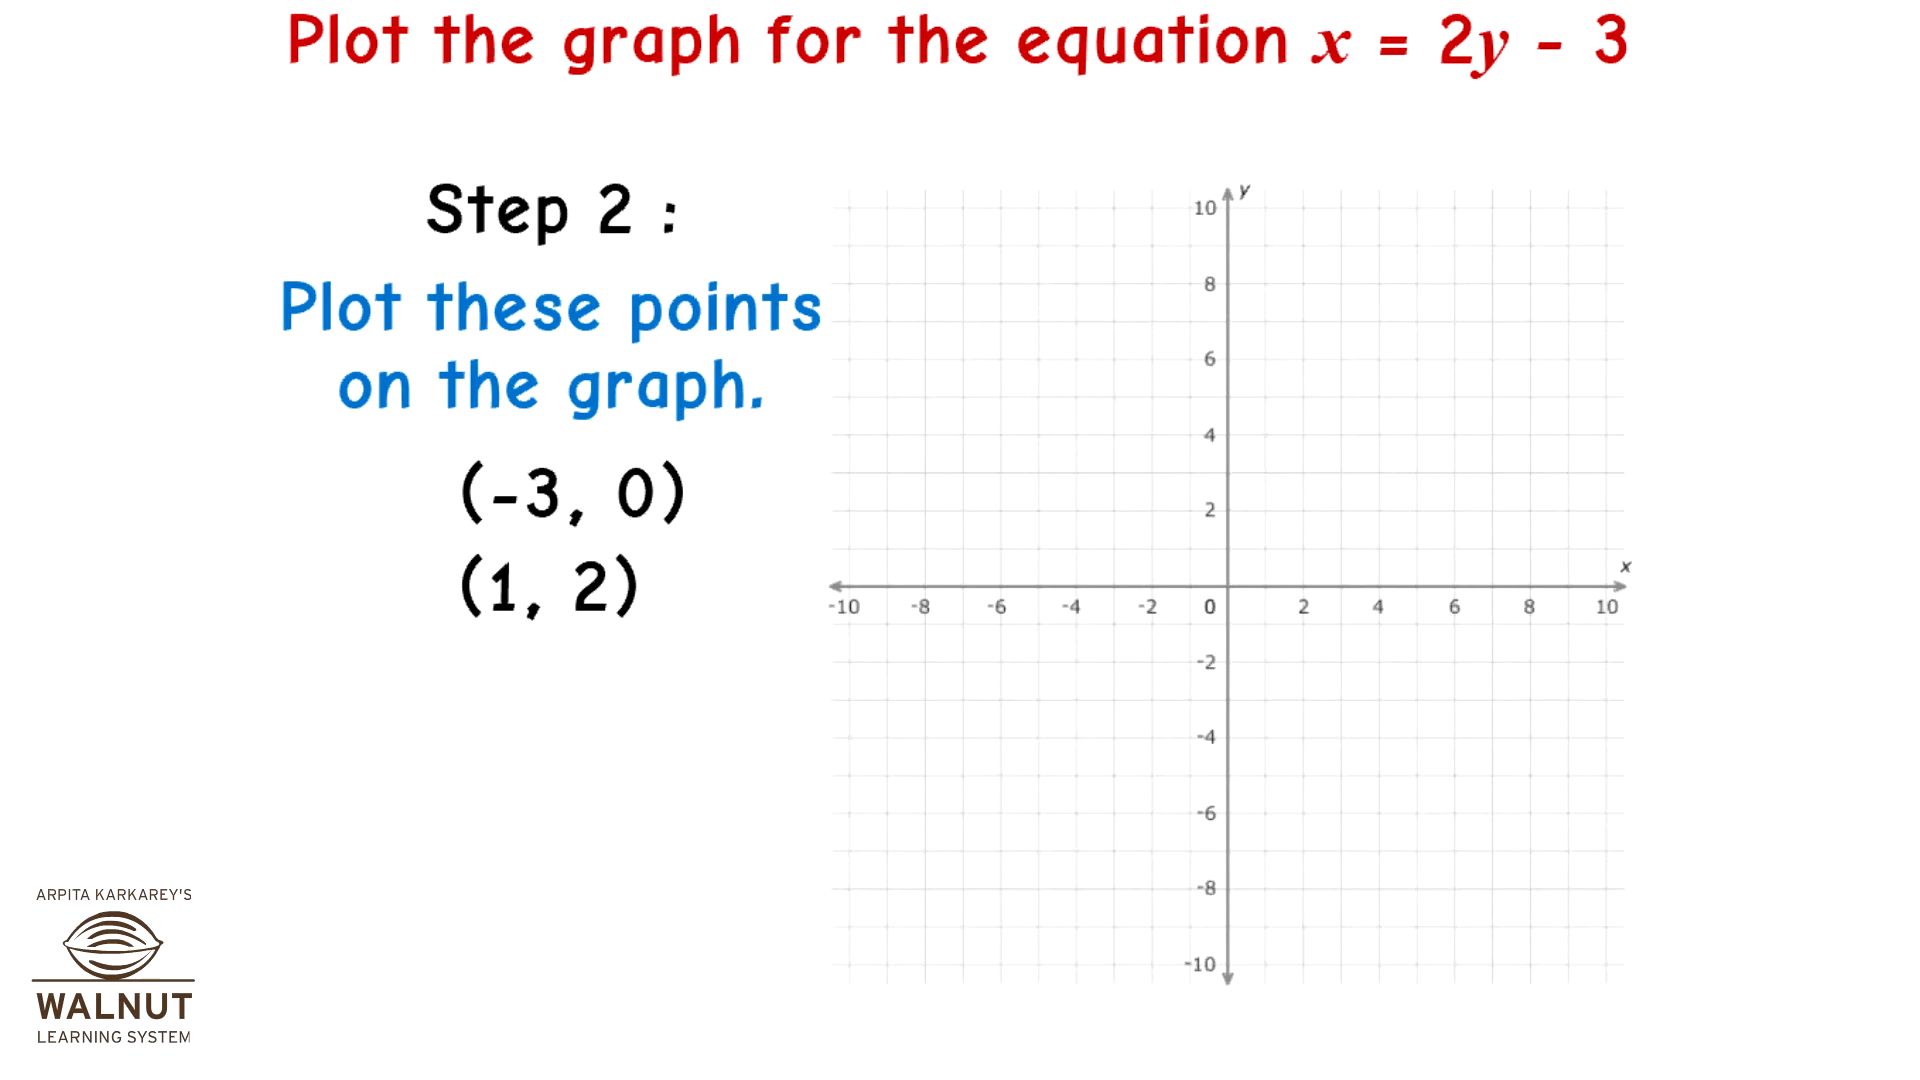 Plot the graph for the equation x = 2y - 3
Step 2 :
Plot these points
on the graph.
(-3, 0)
(1, 2)
y
10
8
6
4
2
x
-10 -8 -6 -4 -2 0 2 4 6 8 10
-2
-4
-6
-8
-10
ARPITA KARKAREY'S
WALNUT
LEARNING SYSTEM